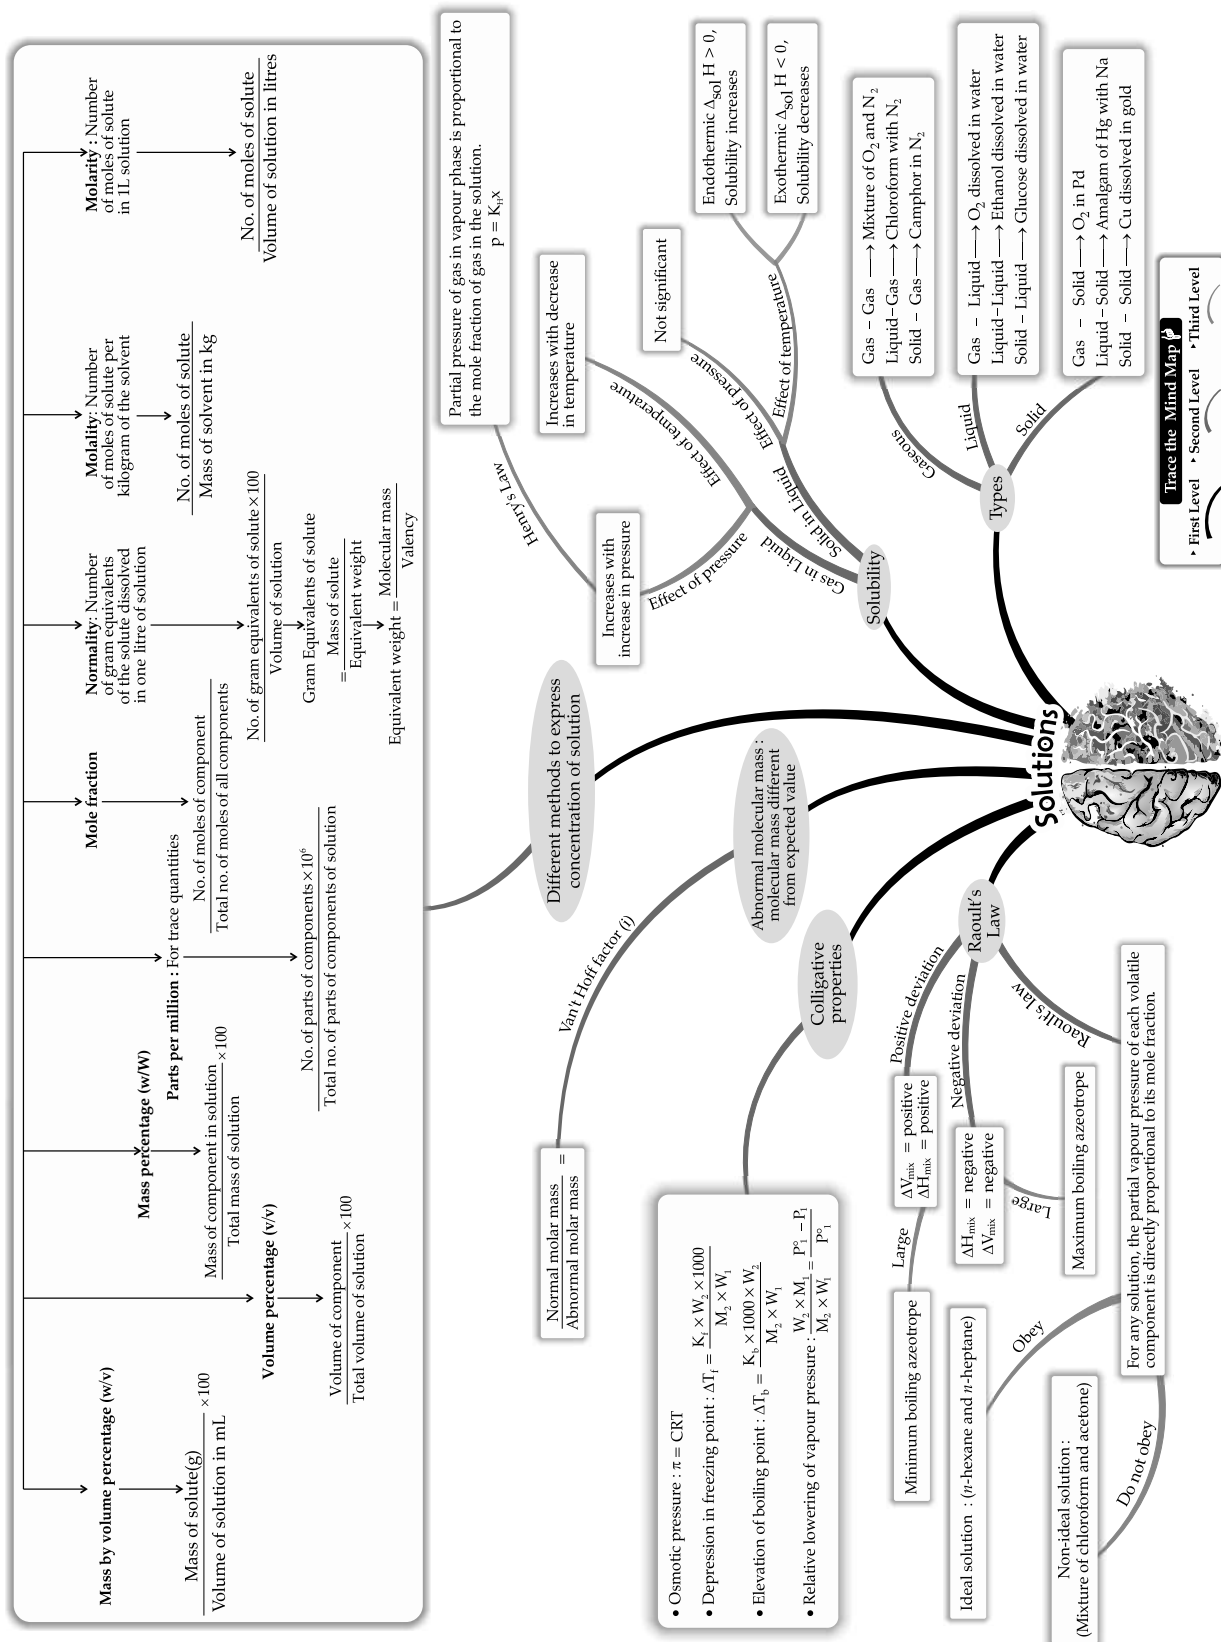 Solutions
Different methods to express
concentration of solution
Mass by volume percentage (w/v)
Mass of solute(g)
Volume of solution in mL
×100
Volume percentage (v/v)
Volume of component
Total volume of solution
×100
Mass percentage (w/W)
Mass of component in solution
Total mass of solution
×100
Parts per million : For trace quantities
No. of parts of components×10⁶
Total no. of parts of components of solution
Mole fraction
No. of moles of component
Total no. of moles of all components
Normality: Number
of gram equivalents
of the solute dissolved
in one litre of solution
No. of gram equivalents of solute×100
Volume of solution
Gram Equivalents of solute
= Mass of solute
Equivalent weight
Equivalent weight = Molecular mass
Valency
Molality: Number
of moles of solute per
kilogram of the solvent
No. of moles of solute
Mass of solvent in kg
Molarity : Number
of moles of solute
in 1L solution
No. of moles of solute
Volume of solution in litres
Abnormal molecular mass :
molecular mass different
from expected value
Van't Hoff factor (i)
Normal molar mass
Abnormal molar mass
=
Colligative
properties
• Osmotic pressure : π = CRT
• Depression in freezing point : ΔT_f = K_f × W₂ × 1000
M₂ × W₁
• Elevation of boiling point : ΔT_b = K_b × 1000 × W₂
M₂ × W₁
• Relative lowering of vapour pressure : W₂ × M₁ = P°₁ − P₁
M₂ × W₁ P°₁
Raoult's
Law
Positive deviation
ΔV_mix = positive
ΔH_mix = positive
Large
Minimum boiling azeotrope
Negative deviation
ΔH_mix = negative
ΔV_mix = negative
Large
Maximum boiling azeotrope
Raoult's law
For any solution, the partial vapour pressure of each volatile
component is directly proportional to its mole fraction.
Obey
Ideal solution : (n-hexane and n-heptane)
Do not obey
Non-ideal solution :
(Mixture of chloroform and acetone)
Solubility
Gas in Liquid
Effect of pressure
Increases with
increase in pressure
Henry's Law
Partial pressure of gas in vapour phase is proportional to
the mole fraction of gas in the solution.
p = K_H x
Effect of temperature
Increases with decrease
in temperature
Solid in Liquid
Effect of pressure
Not significant
Effect of temperature
Endothermic Δ_sol H > 0,
Solubility increases
Exothermic Δ_sol H < 0,
Solubility decreases
Types
Gaseous
Gas – Gas ⟶ Mixture of O₂ and N₂
Liquid – Gas ⟶ Chloroform with N₂
Solid – Gas ⟶ Camphor in N₂
Liquid
Gas – Liquid ⟶ O₂ dissolved in water
Liquid – Liquid ⟶ Ethanol dissolved in water
Solid – Liquid ⟶ Glucose dissolved in water
Solid
Gas – Solid ⟶ O₂ in Pd
Liquid – Solid ⟶ Amalgam of Hg with Na
Solid – Solid ⟶ Cu dissolved in gold
Trace the Mind Map
▸ First Level ▸ Second Level ▸ Third Level